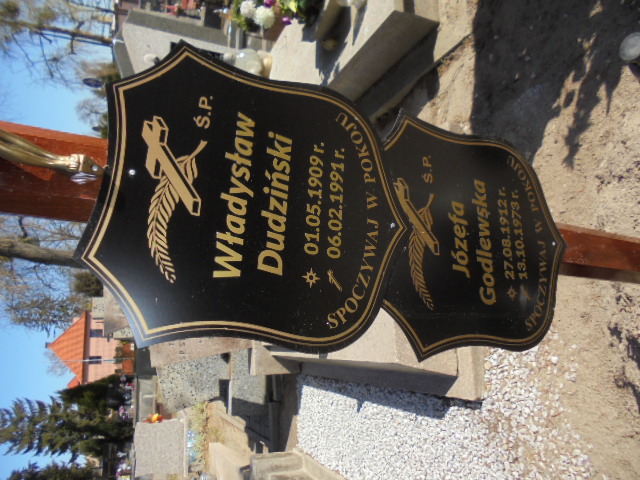 Ś.P.
Władysław
Dudziński
01.05.1909 r.
06.02.1991 r.
SPOCZYWAJ W POKOJU
Ś.P.
Józefa
Godlewska
27.08.1912 r.
13.10.1973 r.
SPOCZYWAJ W POKOJU